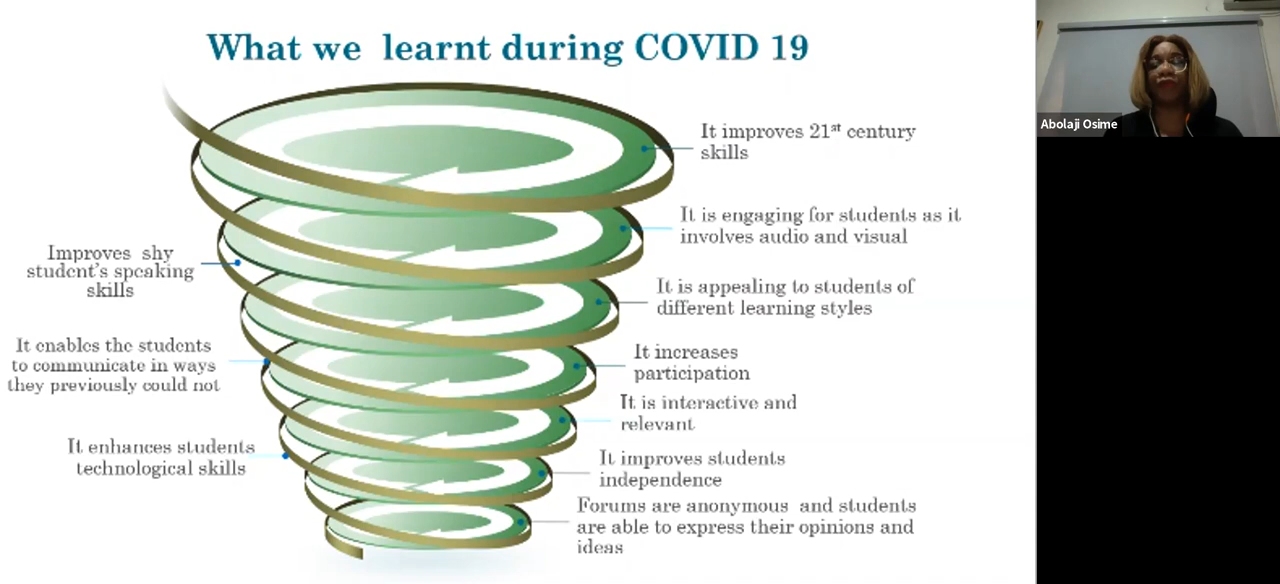 What we learnt during COVID 19
Abolaji Osime
It improves 21st century
skills
It is engaging for students as it
involves audio and visual
Improves shy
student's speaking
skills
It is appealing to students of
different learning styles
It enables the students
to communicate in ways
they previously could not
It increases
participation
It is interactive and
relevant
It enhances students
technological skills
It improves students
independence
Forums are anonymous and students
are able to express their opinions and
ideas